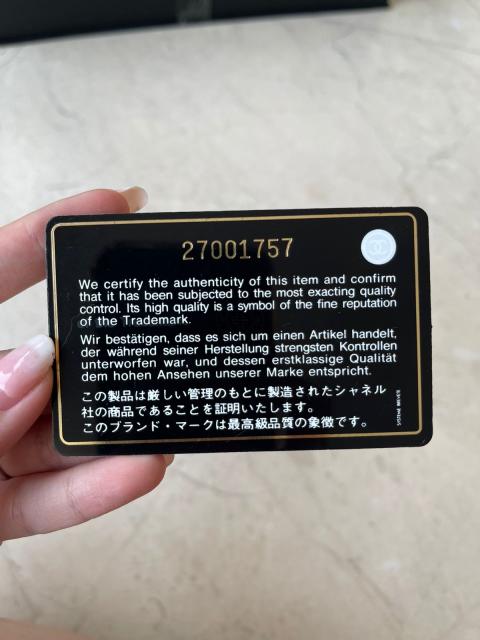 27001757
We certify the authenticity of this item and confirm
that it has been subjected to the most exacting quality
control. Its high quality is a symbol of the fine reputation
of the Trademark.
Wir bestätigen, dass es sich um einen Artikel handelt,
der während seiner Herstellung strengsten Kontrollen
unterworfen war, und dessen erstklassige Qualität
dem hohen Ansehen unserer Marke entspricht.
この製品は厳しい管理のもとに製造されたシャネル
社の商品であることを証明いたします。
このブランド・マークは最高級品質の象徴です。
SYSTEME BREVETE